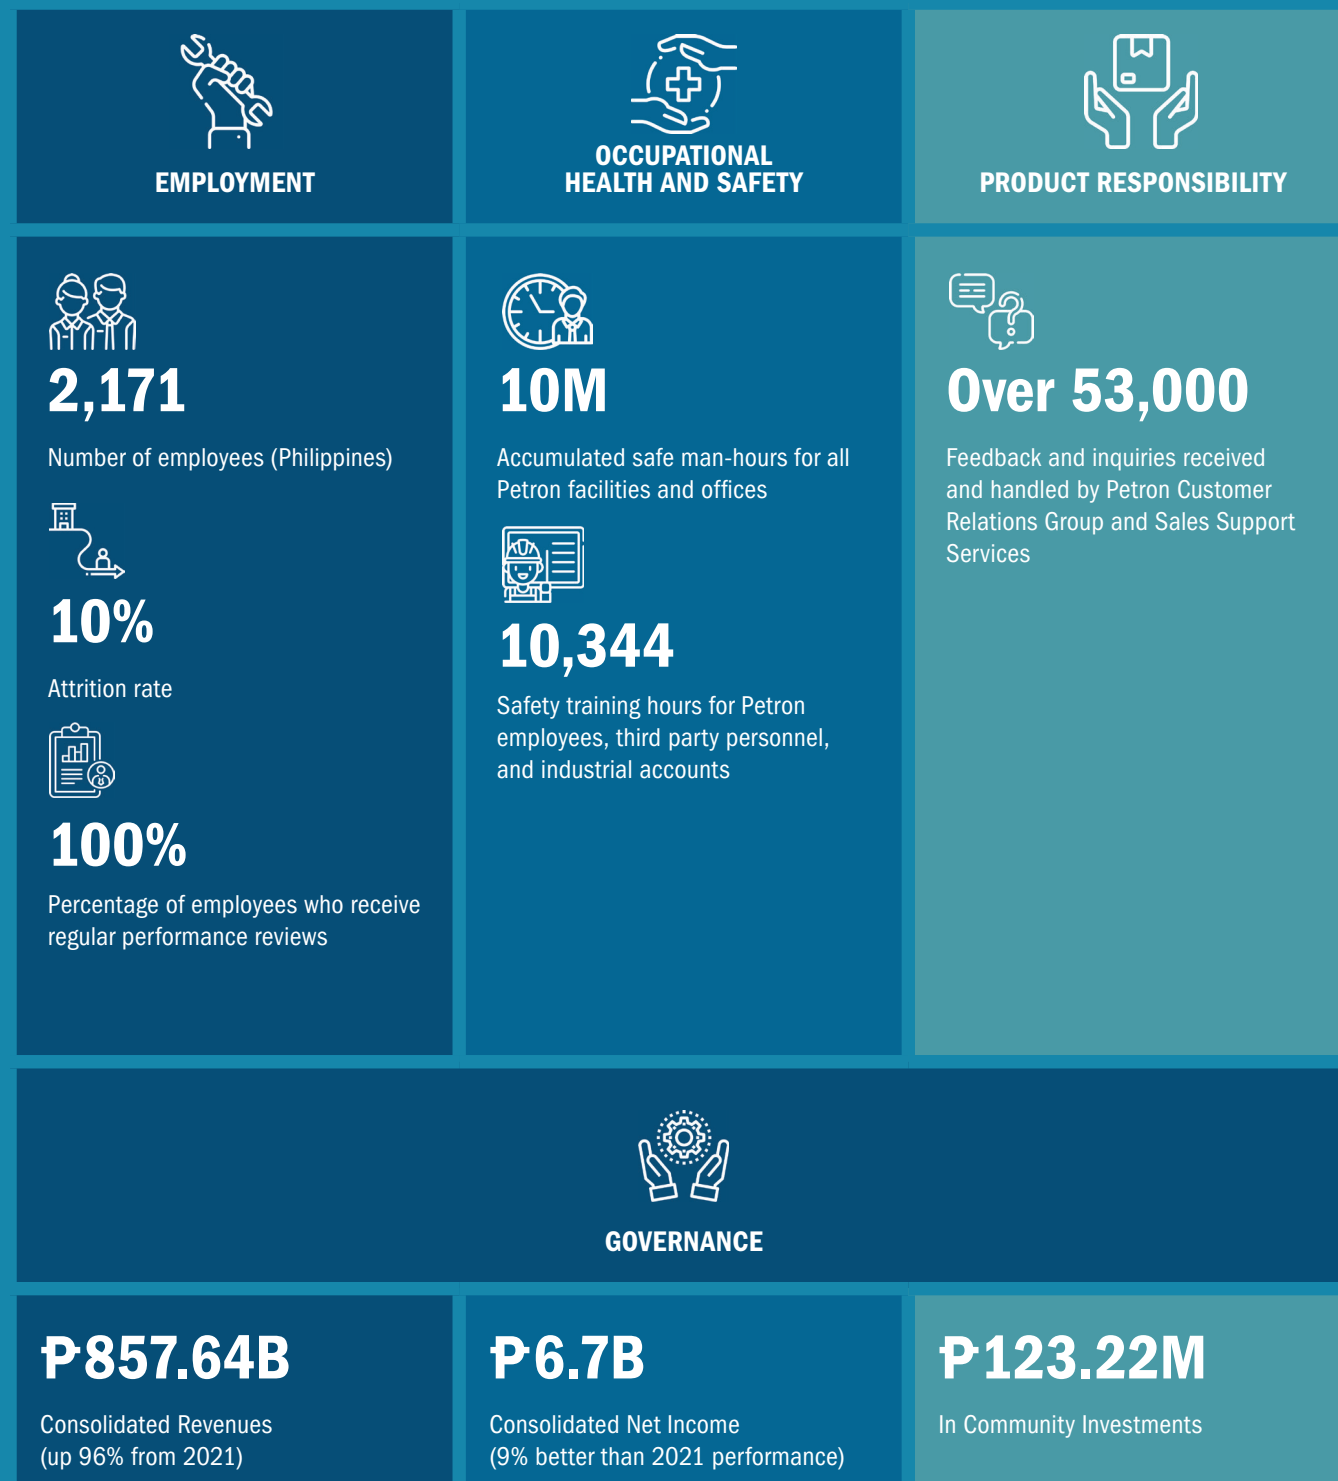 EMPLOYMENT
OCCUPATIONAL
HEALTH AND SAFETY
PRODUCT RESPONSIBILITY
2,171
Number of employees (Philippines)
10%
Attrition rate
100%
Percentage of employees who receive
regular performance reviews
10M
Accumulated safe man-hours for all
Petron facilities and offices
10,344
Safety training hours for Petron
employees, third party personnel,
and industrial accounts
Over 53,000
Feedback and inquiries received
and handled by Petron Customer
Relations Group and Sales Support
Services
GOVERNANCE
₱857.64B
Consolidated Revenues
(up 96% from 2021)
₱6.7B
Consolidated Net Income
(9% better than 2021 performance)
₱123.22M
In Community Investments